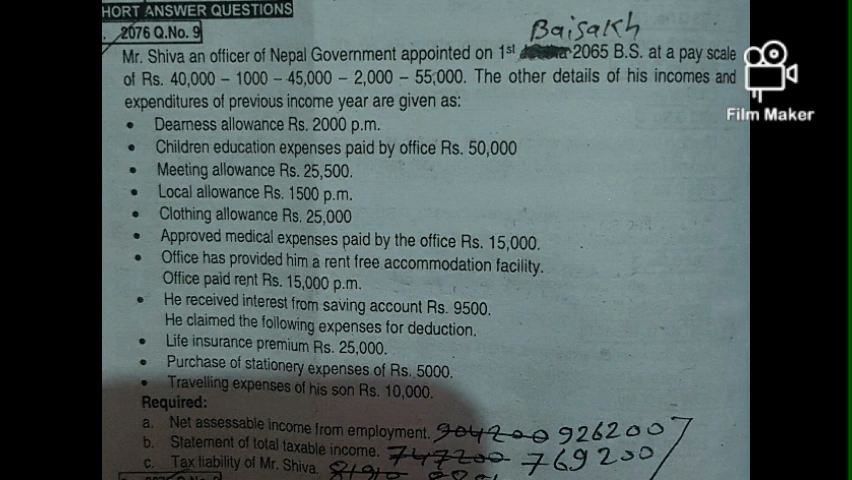 HORT ANSWER QUESTIONS
2076 Q.No. 9
Baisakh
Mr. Shiva an officer of Nepal Government appointed on 1st 2065 B.S. at a pay scale
of Rs. 40,000 – 1000 – 45,000 – 2,000 – 55,000. The other details of his incomes and
expenditures of previous income year are given as:
• Dearness allowance Rs. 2000 p.m.
• Children education expenses paid by office Rs. 50,000
• Meeting allowance Rs. 25,500.
• Local allowance Rs. 1500 p.m.
• Clothing allowance Rs. 25,000
• Approved medical expenses paid by the office Rs. 15,000.
• Office has provided him a rent free accommodation facility.
Office paid rent Rs. 15,000 p.m.
• He received interest from saving account Rs. 9500.
He claimed the following expenses for deduction.
• Life insurance premium Rs. 25,000.
• Purchase of stationery expenses of Rs. 5000.
• Travelling expenses of his son Rs. 10,000.
Required:
a. Net assessable income from employment. 904200 926200
b. Statement of total taxable income. 747200 769200
c. Tax liability of Mr. Shiva.
Film Maker